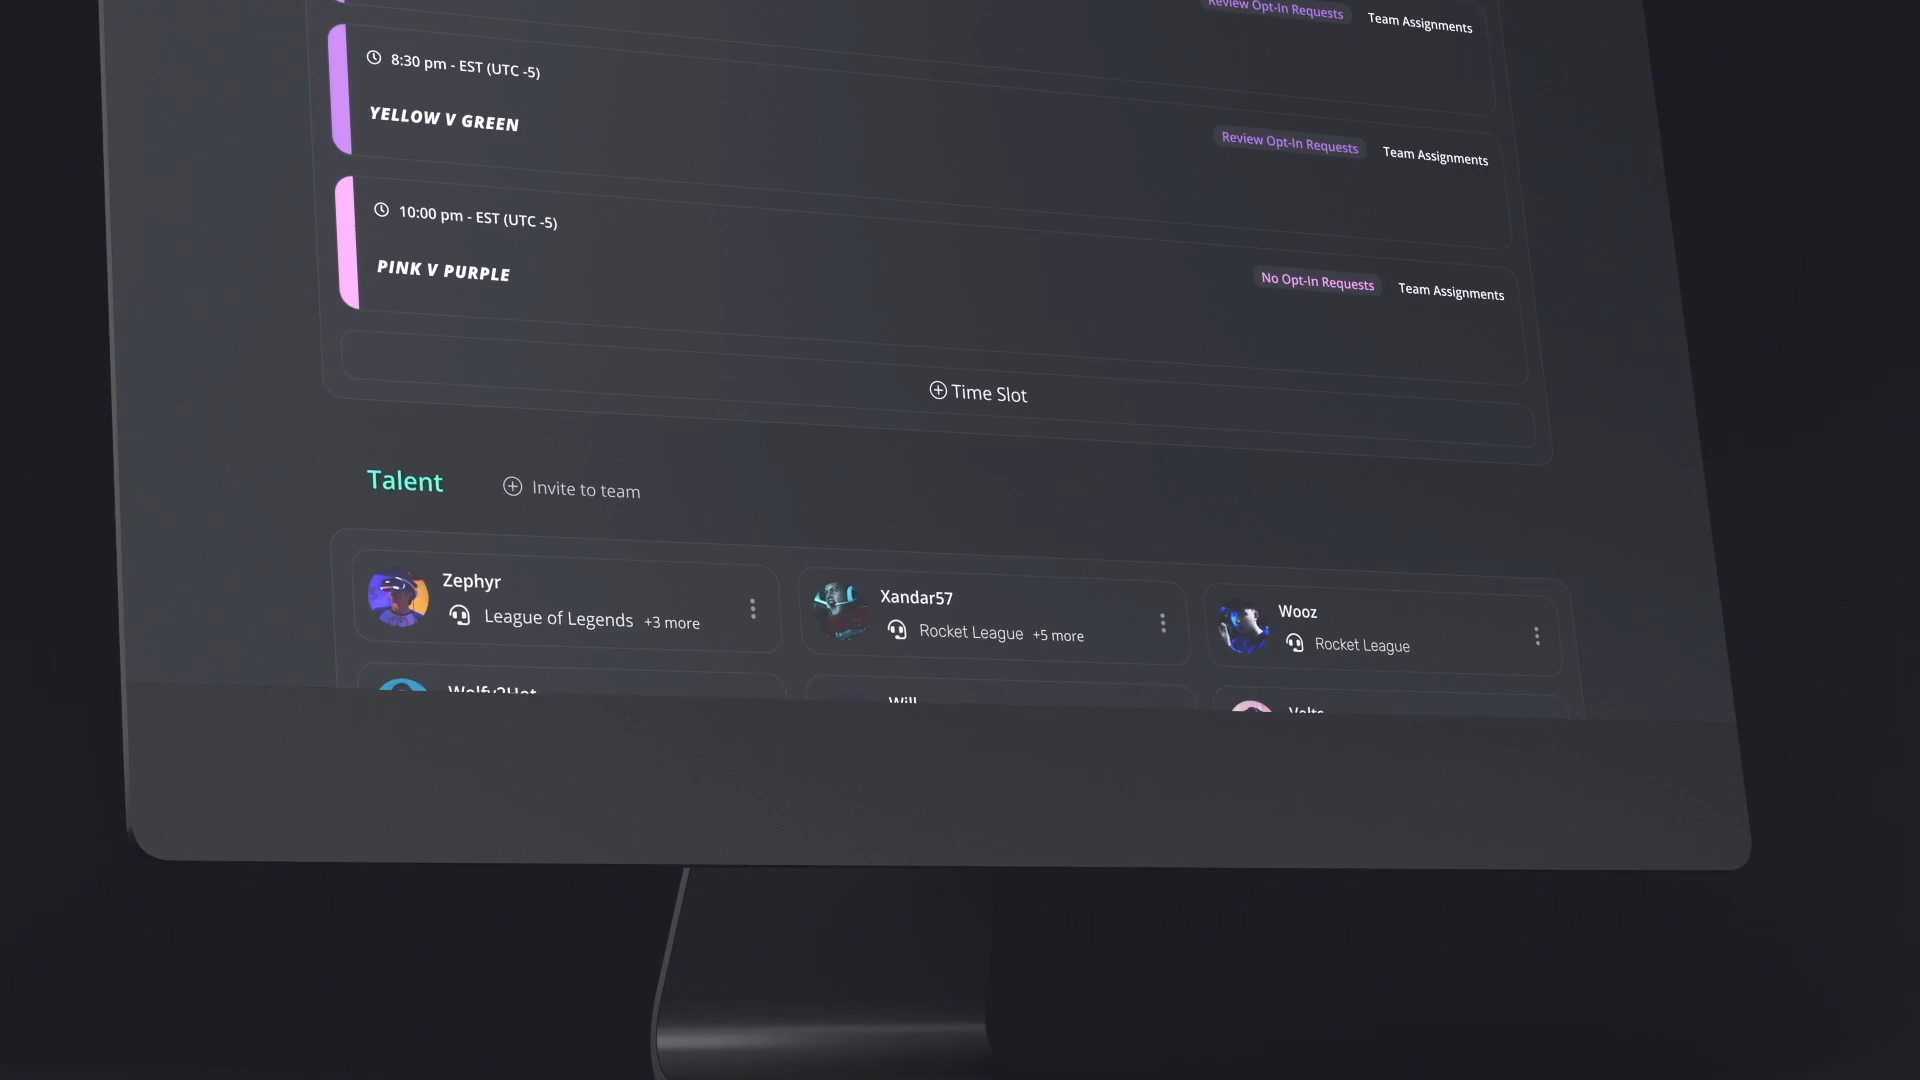 Review Opt-In Requests
Team Assignments
8:30 pm - EST (UTC -5)
YELLOW V GREEN
Review Opt-In Requests
Team Assignments
10:00 pm - EST (UTC -5)
PINK V PURPLE
No Opt-In Requests
Team Assignments
Time Slot
Talent
Invite to team
Zephyr
League of Legends +3 more
Xandar57
Rocket League +5 more
Wooz
Rocket League
Will